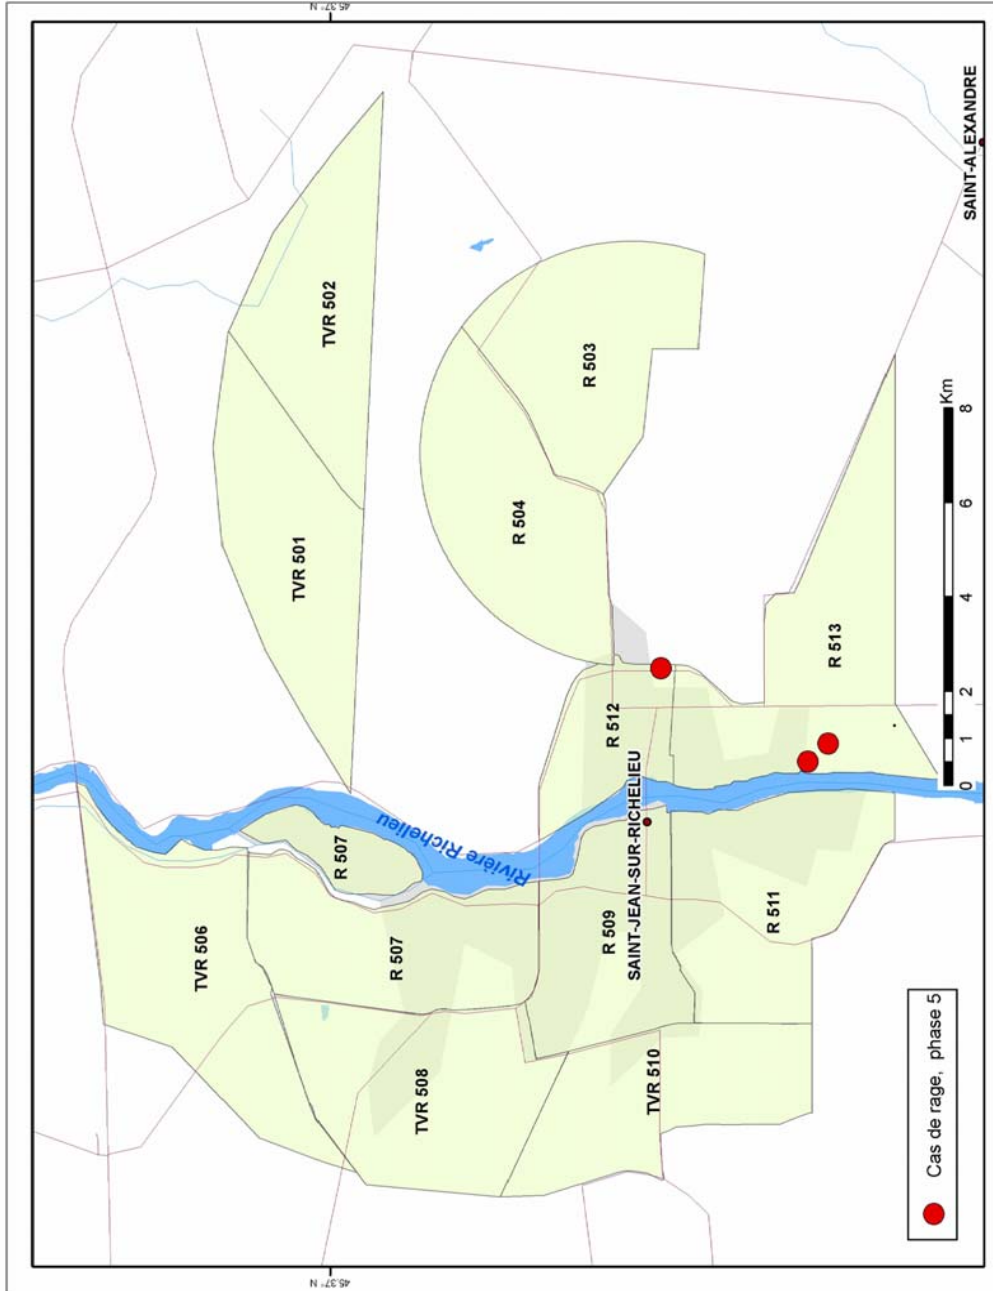 TVR 506
TVR 501
TVR 502
45.37° N
45.37° N
R 507
R 507
TVR 508
Rivière Richelieu
R 504
R 503
R 509
R 512
SAINT-JEAN-SUR-RICHELIEU
TVR 510
R 511
R 513
Cas de rage, phase 5
Km
0 1 2 4 6 8
SAINT-ALEXANDRE